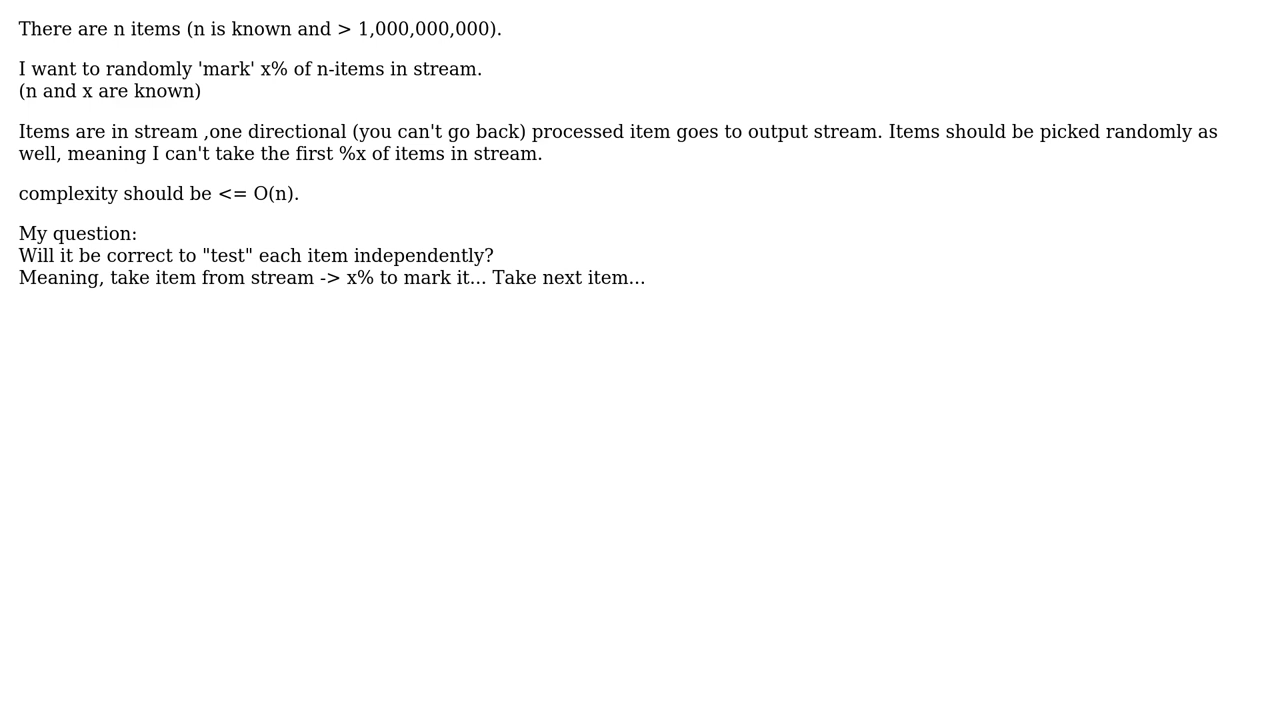 There are n items (n is known and > 1,000,000,000).
I want to randomly 'mark' x% of n-items in stream.
(n and x are known)
Items are in stream ,one directional (you can't go back) processed item goes to output stream. Items should be picked randomly as
well, meaning I can't take the first %x of items in stream.
complexity should be <= O(n).
My question:
Will it be correct to "test" each item independently?
Meaning, take item from stream -> x% to mark it... Take next item...